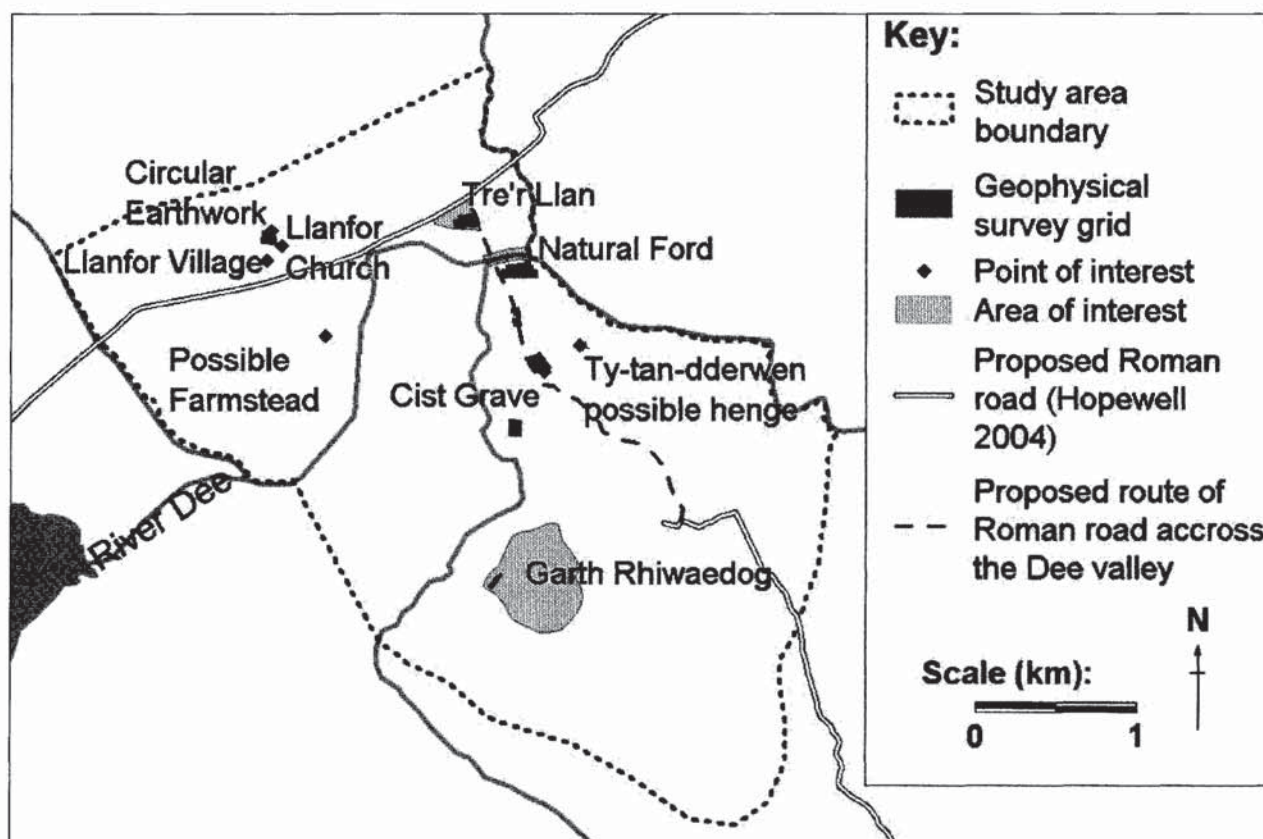 Circular
Earthwork
Llanfor
Church
Llanfor Village
Tre'r Llan
Natural Ford
Possible
Farmstead
Cist Grave
Ty-tan-dderwen
possible henge
River Dee
Garth Rhiwaedog
Key:
Study area
boundary
Geophysical
survey grid
Point of interest
Area of interest
Proposed Roman
road (Hopewell
2004)
Proposed route of
Roman road accross
the Dee valley
N
Scale (km):
0 1